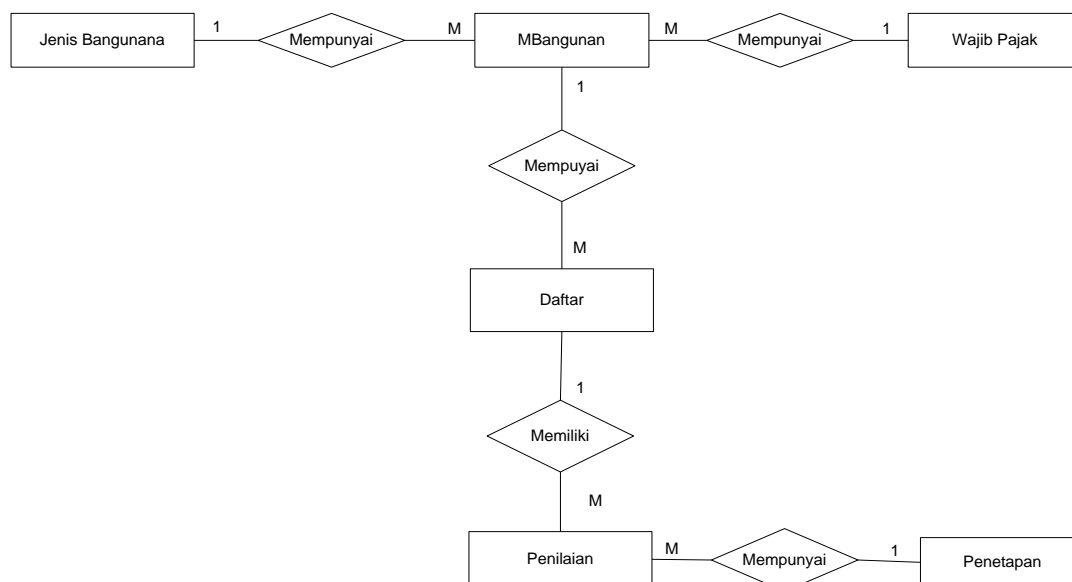 Jenis Bangunana
1
Mempunyai
M
MBangunan
M
Mempunyai
1
Wajib Pajak
1
Mempuyai
M
Daftar
1
Memiliki
M
Penilaian
M
Mempunyai
1
Penetapan